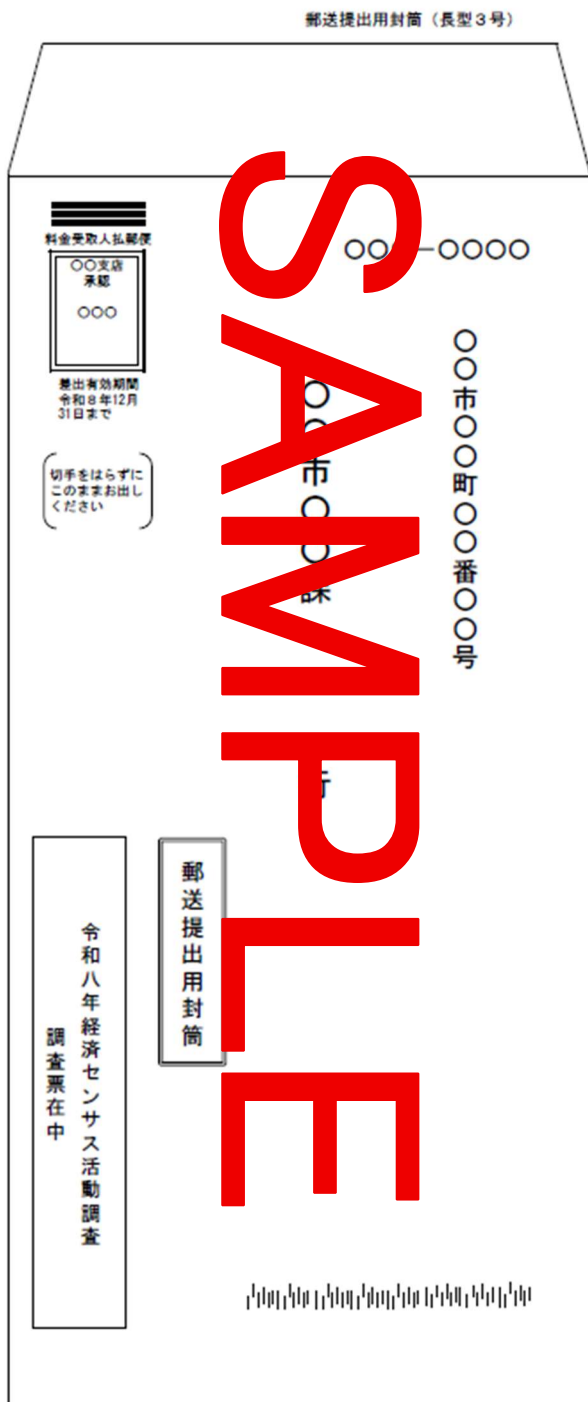 郵送提出用封筒（長型３号）
料金受取人払郵便
○○支店
承認
○○○
差出有効期間
令和８年12月
31日まで
切手をはらずに
このままお出し
ください
○○○－○○○○
○○市○○町○○番○○号
○○市○○課
行
郵送提出用封筒
令和八年経済センサス活動調査
調査票在中
SAMPLE